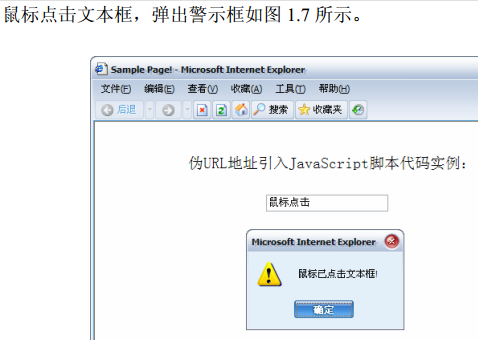 鼠标点击文本框，弹出警示框如图 1.7 所示。
Sample Page! - Microsoft Internet Explorer
文件(F) 编辑(E) 查看(V) 收藏(A) 工具(T) 帮助(H)
后退 搜索 收藏夹
伪URL地址引入JavaScript脚本代码实例：
鼠标点击
Microsoft Internet Explorer
鼠标已点击文本框!
确定